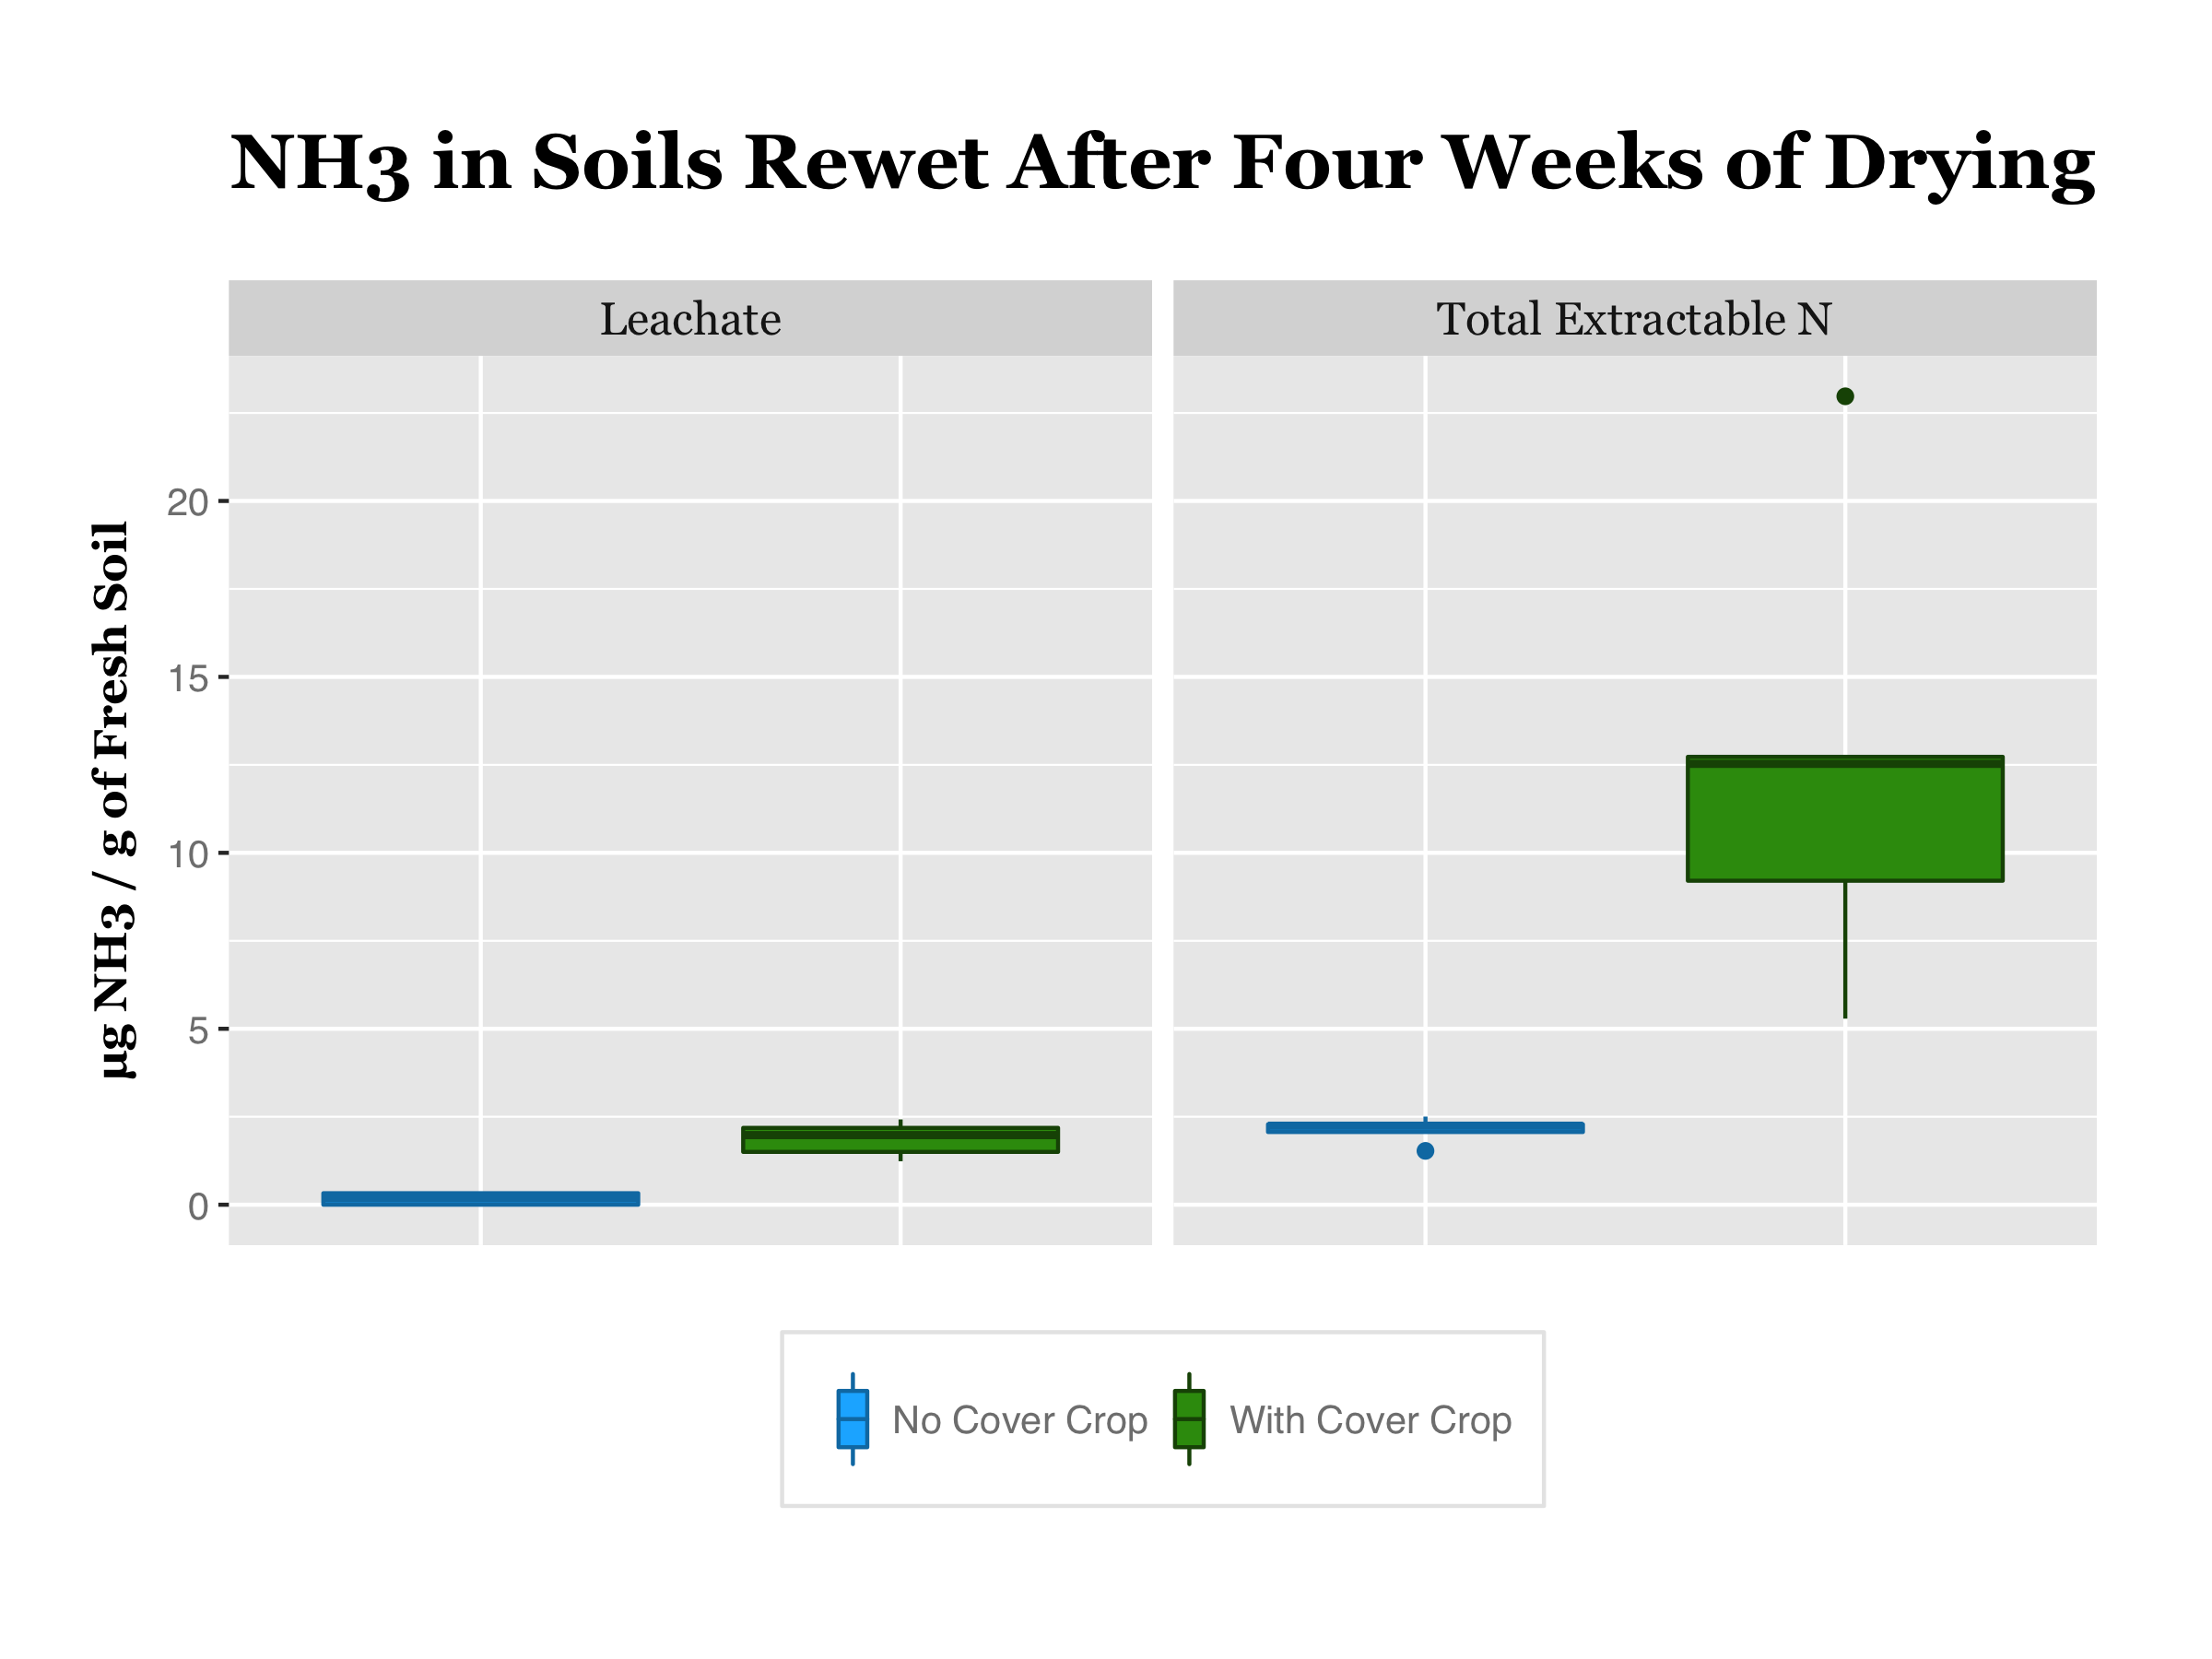 NH3 in Soils Rewet After Four Weeks of Drying
Leachate
Total Extractable N
µg NH3 / g of Fresh Soil
20
15
10
5
0
No Cover Crop
With Cover Crop